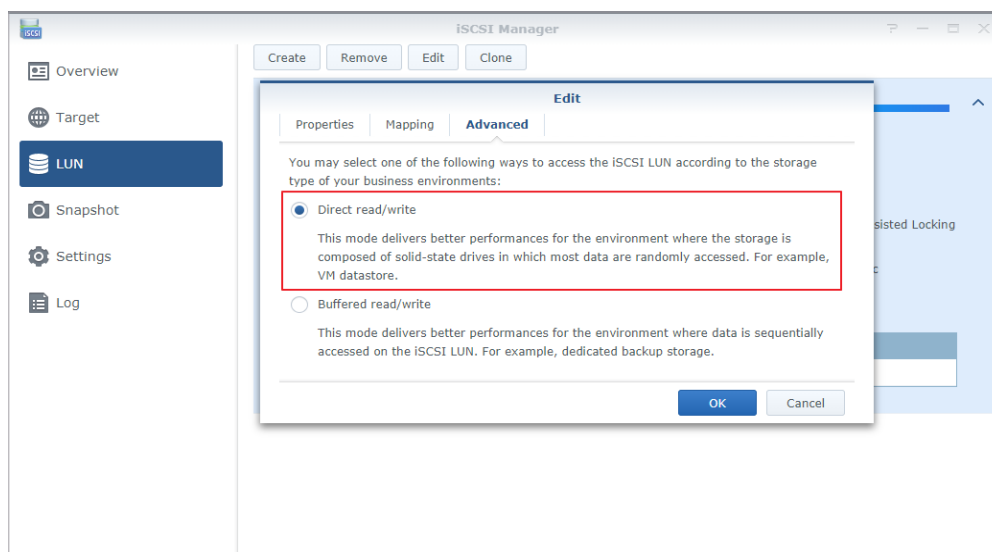 iSCSI
iSCSI Manager
Overview
Target
LUN
Snapshot
Settings
Log
Create
Remove
Edit
Clone
Edit
Properties
Mapping
Advanced
You may select one of the following ways to access the iSCSI LUN according to the storage
type of your business environments:
Direct read/write
This mode delivers better performances for the environment where the storage is
composed of solid-state drives in which most data are randomly accessed. For example,
VM datastore.
Buffered read/write
This mode delivers better performances for the environment where data is sequentially
accessed on the iSCSI LUN. For example, dedicated backup storage.
OK
Cancel
sisted Locking
c